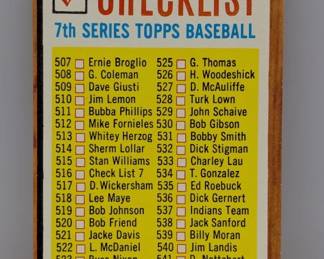 CHECKLIST
7th SERIES TOPPS BASEBALL
507 Ernie Broglio 525 G. Thomas
508 G. Coleman 526 H. Woodeshick
509 Dave Giusti 527 D. McAuliffe
510 Jim Lemon 528 Turk Lown
511 Bubba Phillips 529 John Schaive
512 Mike Fornieles 530 Bob Gibson
513 Whitey Herzog 531 Bobby Smith
514 Sherm Lollar 532 Dick Stigman
515 Stan Williams 533 Charley Lau
516 Check List 7 534 T. Gonzalez
517 D. Wickersham 535 Ed Roebuck
518 Lee Maye 536 Dick Gernert
519 Bob Johnson 537 Indians Team
520 Bob Friend 538 Jack Sanford
521 Jacke Davis 539 Billy Moran
522 L. McDaniel 540 Jim Landis
523 Russ Nixon 541 D. Nottebart